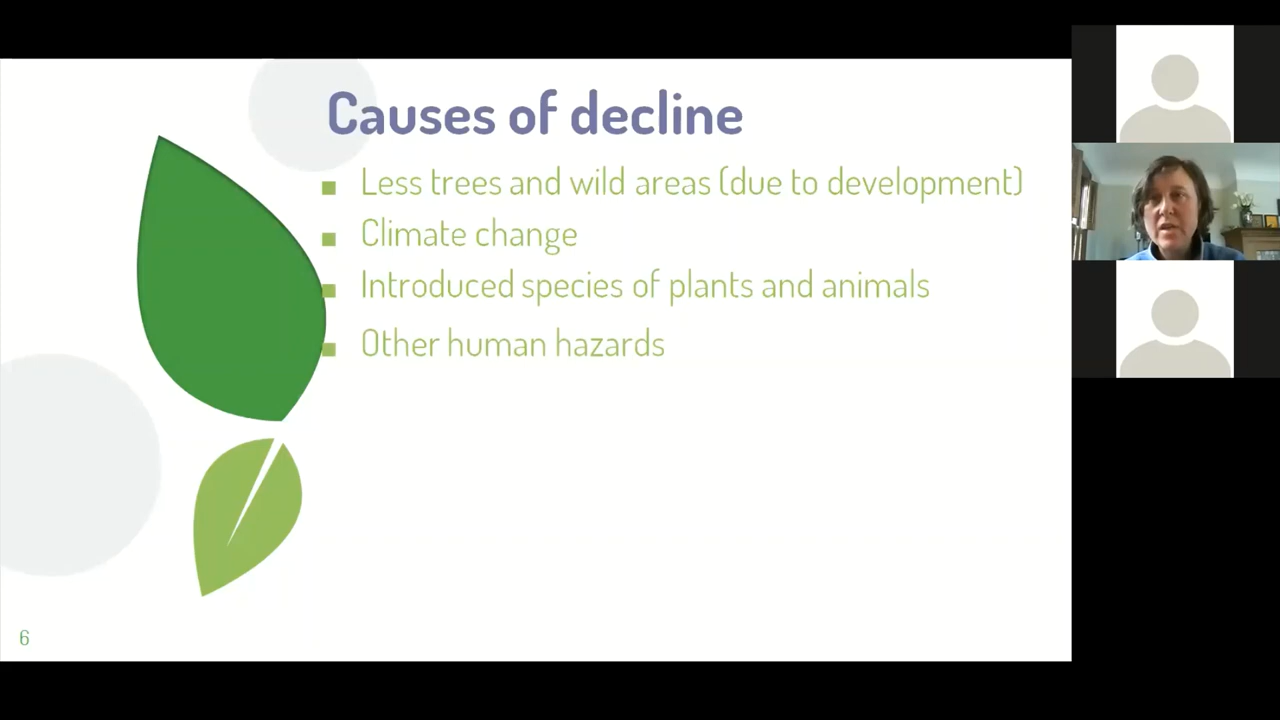 Causes of decline
Less trees and wild areas (due to development)
Climate change
Introduced species of plants and animals
Other human hazards
6